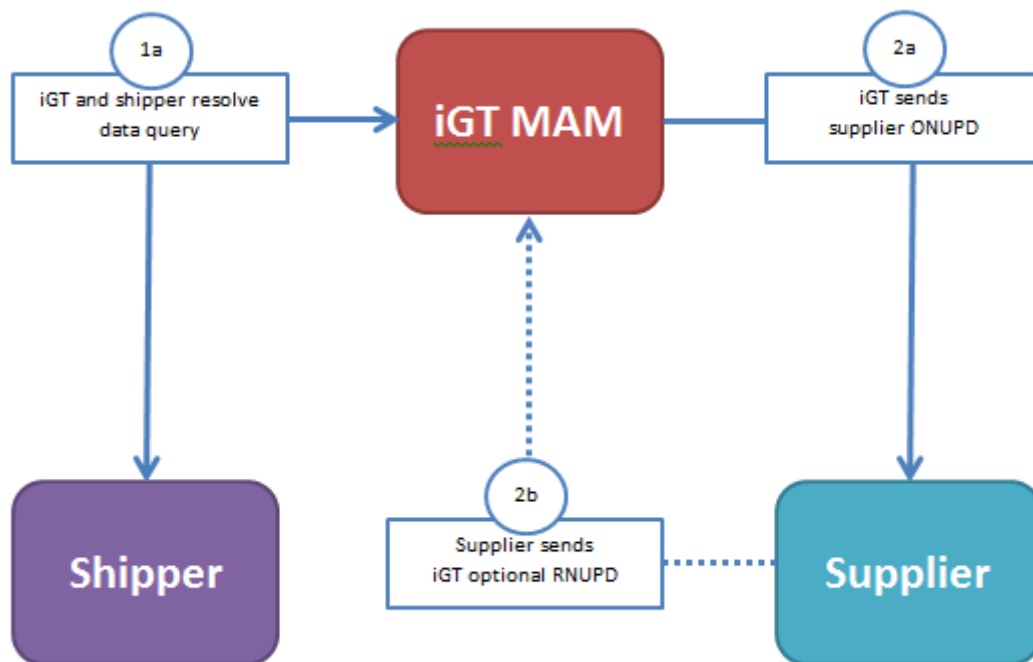 1a
iGT and shipper resolve
data query
iGT MAM
2a
iGT sends
supplier ONUPD
2b
Supplier sends
iGT optional RNUPD
Shipper
Supplier